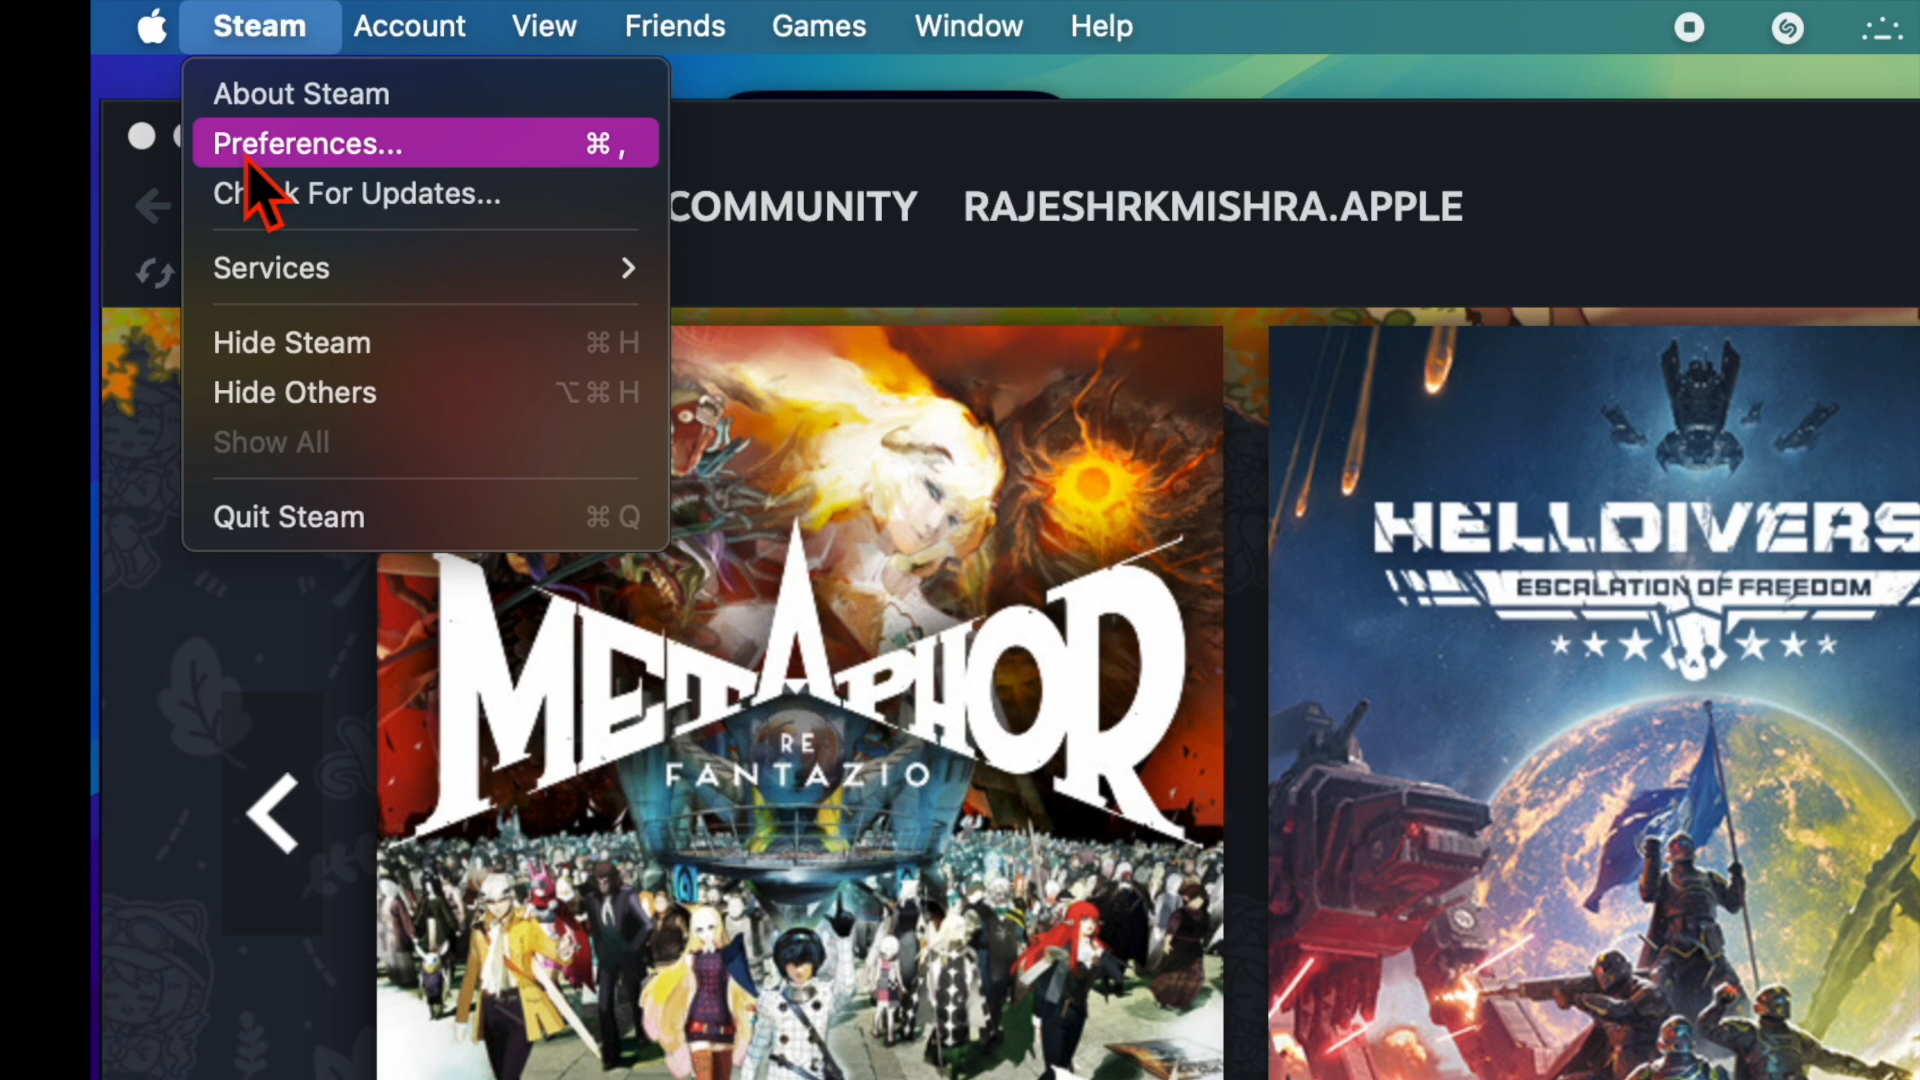 Steam Account View Friends Games Window Help
About Steam
Preferences... ⌘ ,
Ch k For Updates...
Services
Hide Steam ⌘ H
Hide Others ⌥ ⌘ H
Show All
Quit Steam ⌘ Q
COMMUNITY RAJESHRKMISHRA.APPLE
METAPHOR
RE
FANTAZIO
HELLDIVERS
ESCALATION OF FREEDOM